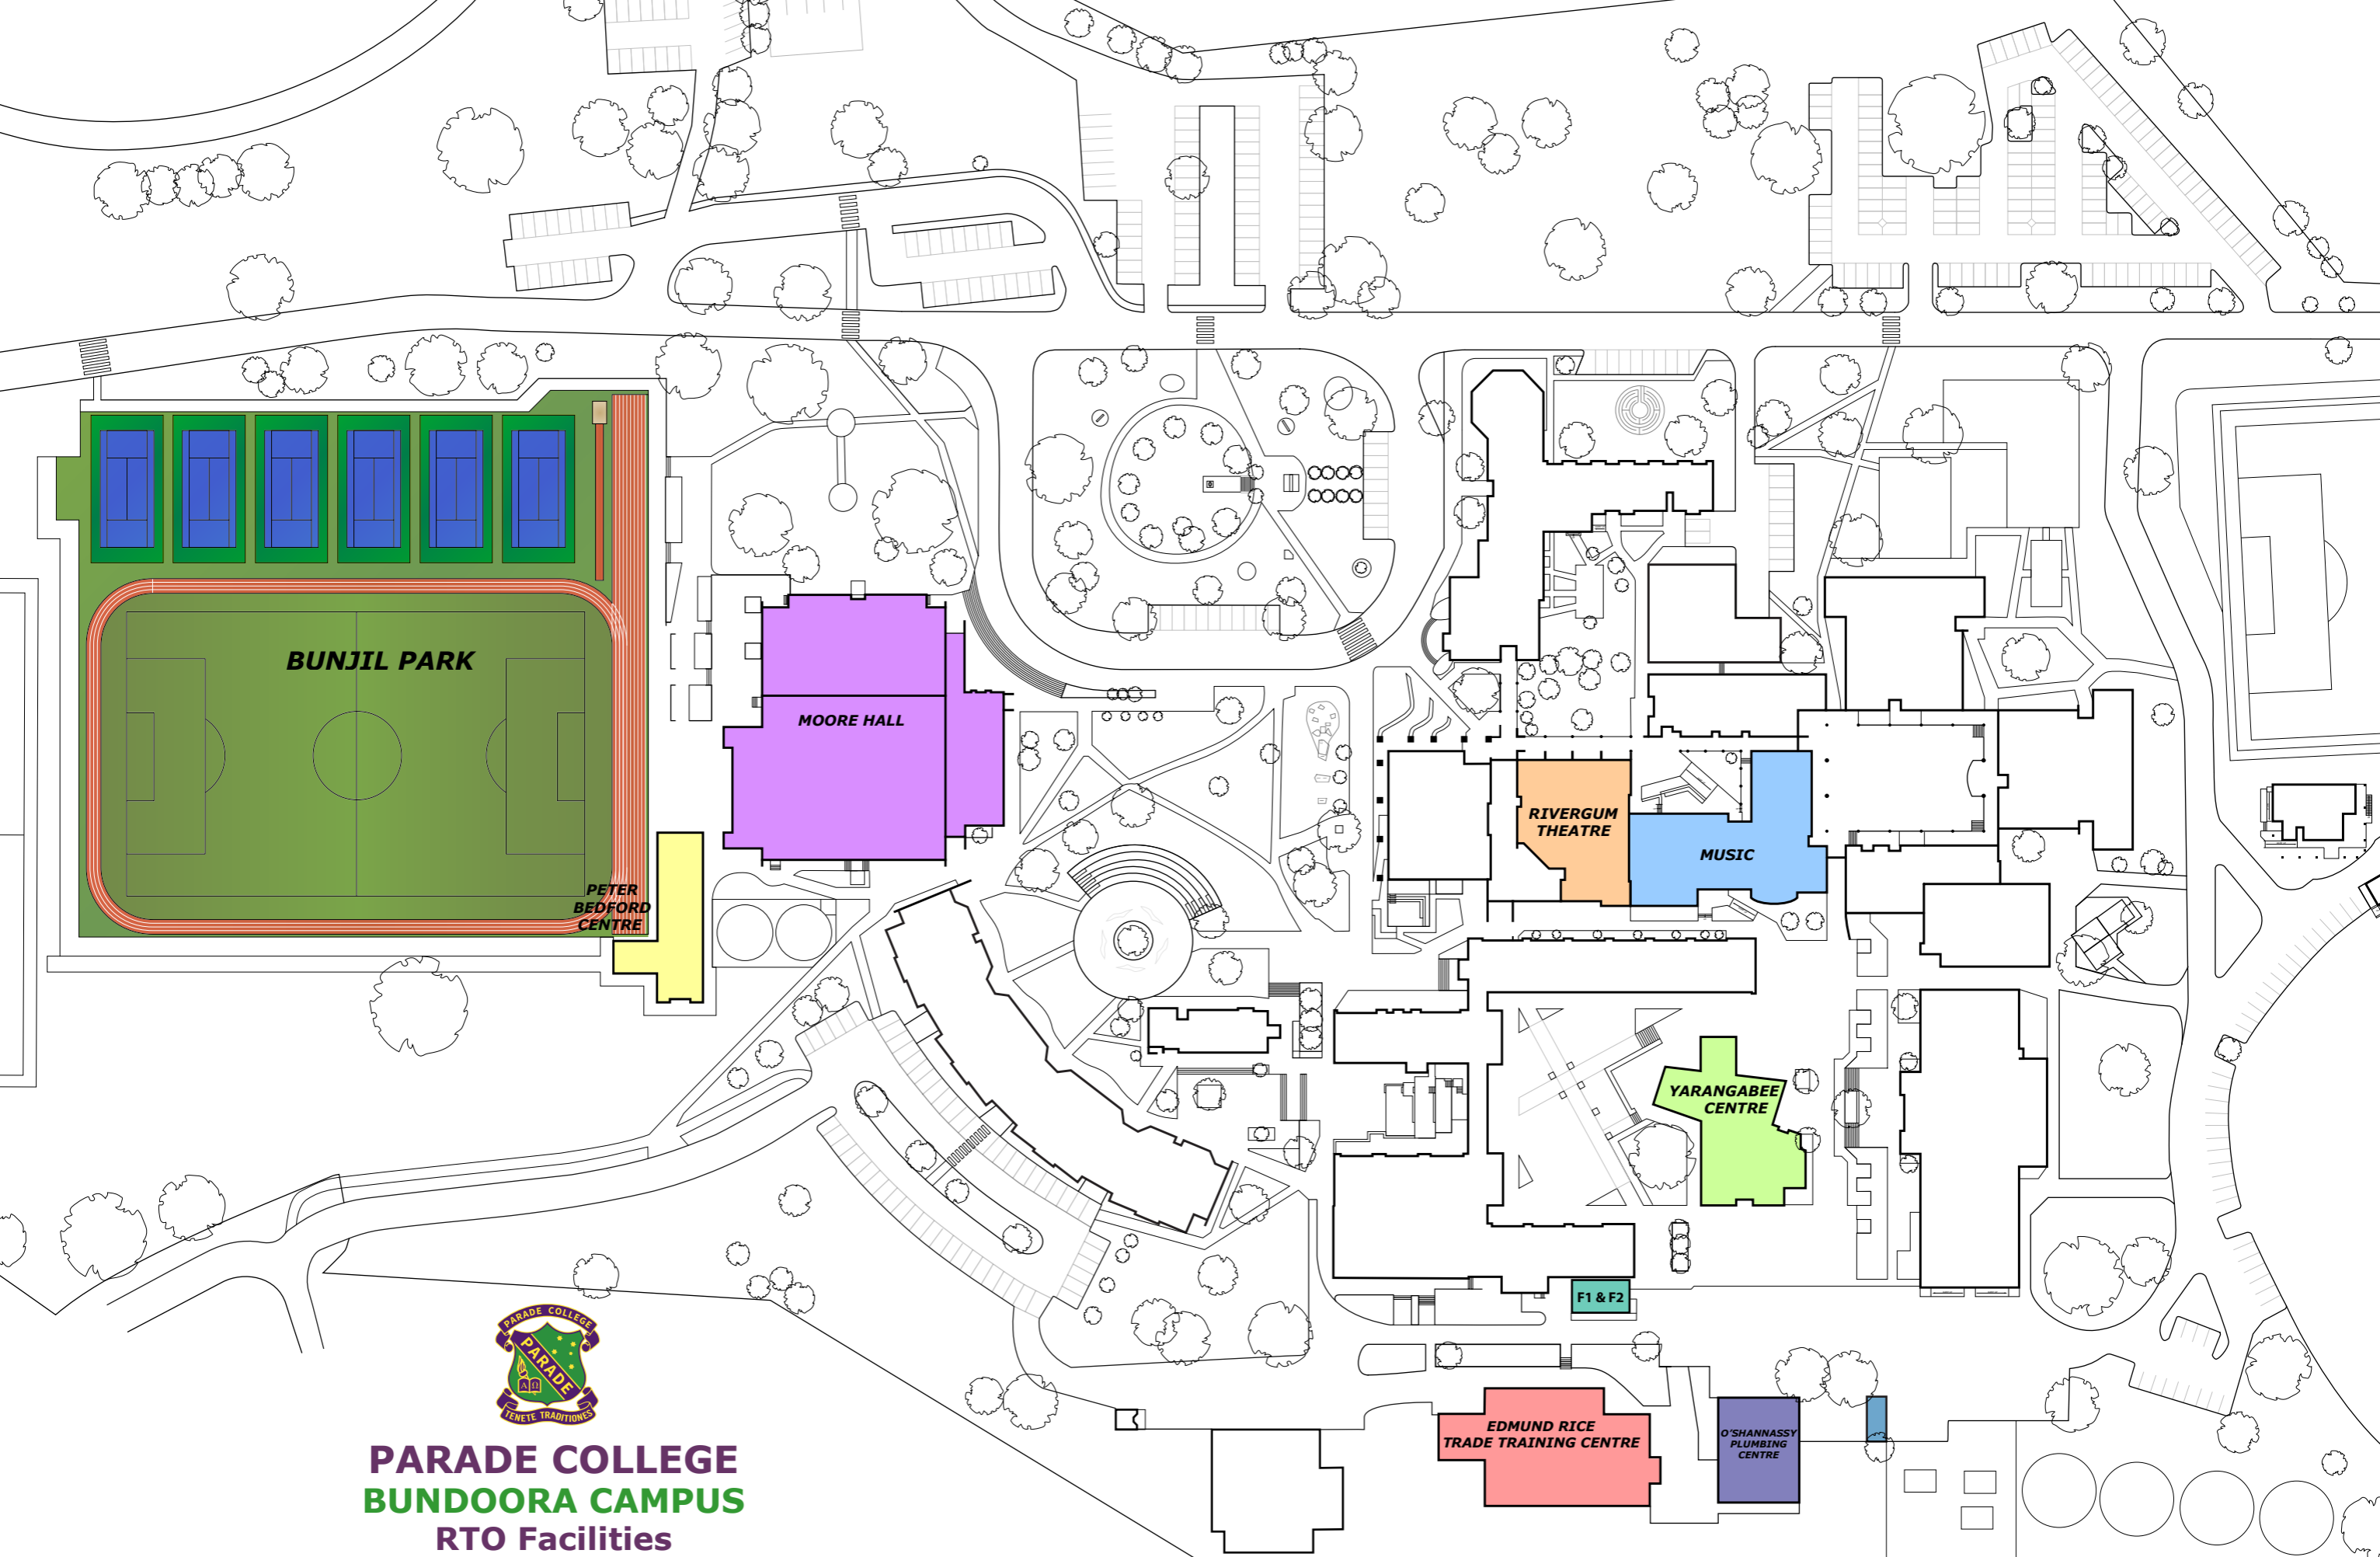 BUNJIL PARK
MOORE HALL
RIVERGUM
THEATRE
MUSIC
PETER
BEDFORD
CENTRE
YARANGABEE
CENTRE
F1 & F2
EDMUND RICE
TRADE TRAINING CENTRE
O'SHANNASSY
PLUMBING
CENTRE
PARADE COLLEGE
PARADE
A Ω
TENETE TRADITIONES
PARADE COLLEGE
BUNDOORA CAMPUS
RTO Facilities